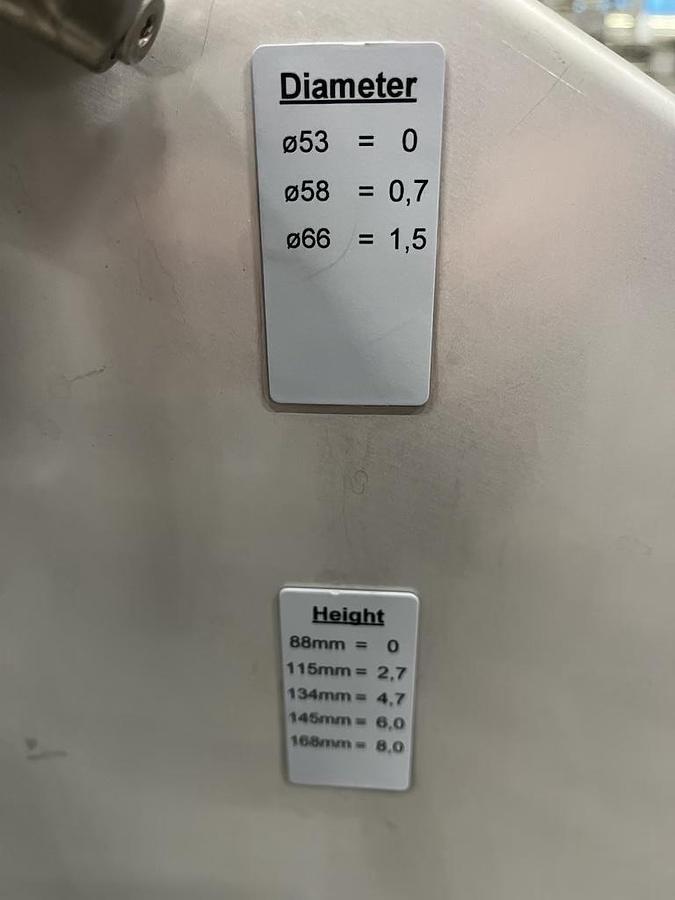 Diameter
ø53 = 0
ø58 = 0,7
ø66 = 1,5
Height
88mm = 0
115mm = 2,7
134mm = 4,7
145mm = 6,0
168mm = 8,0